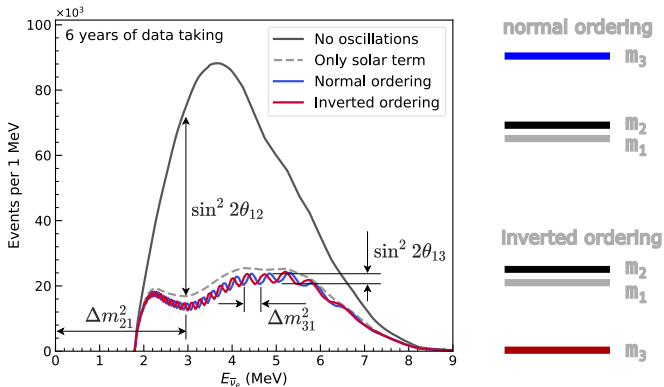 ×10³
6 years of data taking
No oscillations
Only solar term
Normal ordering
Inverted ordering
Events per 1 MeV
100
80
60
40
20
0
sin² 2θ₁₂
sin² 2θ₁₃
Δm²₂₁
Δm²₃₁
0 1 2 3 4 5 6 7 8 9
E_ν̄ₑ (MeV)
normal ordering
m₃
m₂
m₁
Inverted ordering
m₂
m₁
m₃